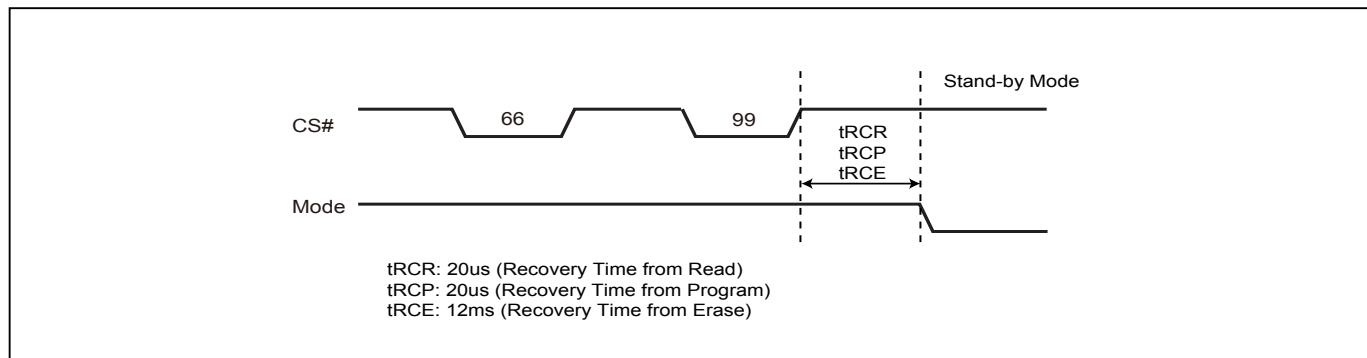 Stand-by Mode
CS#
66
99
tRCR
tRCP
tRCE
Mode
tRCR: 20us (Recovery Time from Read)
tRCP: 20us (Recovery Time from Program)
tRCE: 12ms (Recovery Time from Erase)